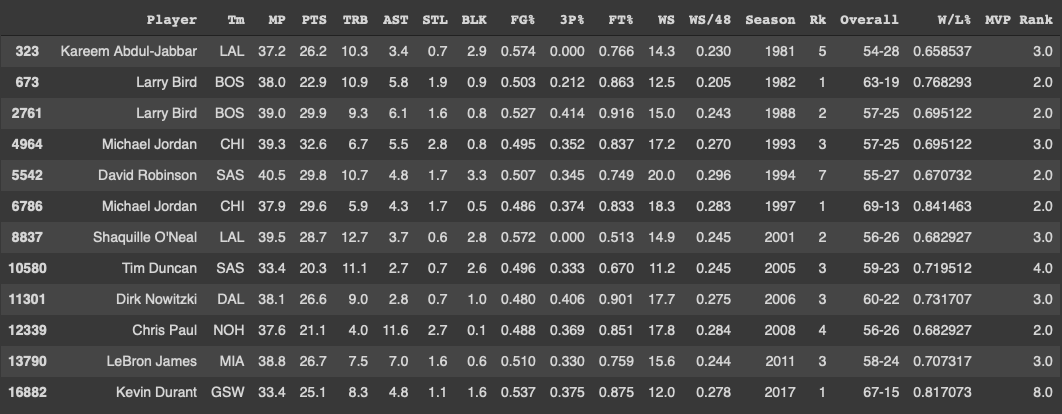 Player Tm MP PTS TRB AST STL BLK FG% 3P% FT% WS WS/48 Season Rk Overall W/L% MVP Rank
323 Kareem Abdul-Jabbar LAL 37.2 26.2 10.3 3.4 0.7 2.9 0.574 0.000 0.766 14.3 0.230 1981 5 54-28 0.658537 3.0
673 Larry Bird BOS 38.0 22.9 10.9 5.8 1.9 0.9 0.503 0.212 0.863 12.5 0.205 1982 1 63-19 0.768293 2.0
2761 Larry Bird BOS 39.0 29.9 9.3 6.1 1.6 0.8 0.527 0.414 0.916 15.0 0.243 1988 2 57-25 0.695122 2.0
4964 Michael Jordan CHI 39.3 32.6 6.7 5.5 2.8 0.8 0.495 0.352 0.837 17.2 0.270 1993 3 57-25 0.695122 3.0
5542 David Robinson SAS 40.5 29.8 10.7 4.8 1.7 3.3 0.507 0.345 0.749 20.0 0.296 1994 7 55-27 0.670732 2.0
6786 Michael Jordan CHI 37.9 29.6 5.9 4.3 1.7 0.5 0.486 0.374 0.833 18.3 0.283 1997 1 69-13 0.841463 2.0
8837 Shaquille O'Neal LAL 39.5 28.7 12.7 3.7 0.6 2.8 0.572 0.000 0.513 14.9 0.245 2001 2 56-26 0.682927 3.0
10580 Tim Duncan SAS 33.4 20.3 11.1 2.7 0.7 2.6 0.496 0.333 0.670 11.2 0.245 2005 3 59-23 0.719512 4.0
11301 Dirk Nowitzki DAL 38.1 26.6 9.0 2.8 0.7 1.0 0.480 0.406 0.901 17.7 0.275 2006 3 60-22 0.731707 3.0
12339 Chris Paul NOH 37.6 21.1 4.0 11.6 2.7 0.1 0.488 0.369 0.851 17.8 0.284 2008 4 56-26 0.682927 2.0
13790 LeBron James MIA 38.8 26.7 7.5 7.0 1.6 0.6 0.510 0.330 0.759 15.6 0.244 2011 3 58-24 0.707317 3.0
16882 Kevin Durant GSW 33.4 25.1 8.3 4.8 1.1 1.6 0.537 0.375 0.875 12.0 0.278 2017 1 67-15 0.817073 8.0